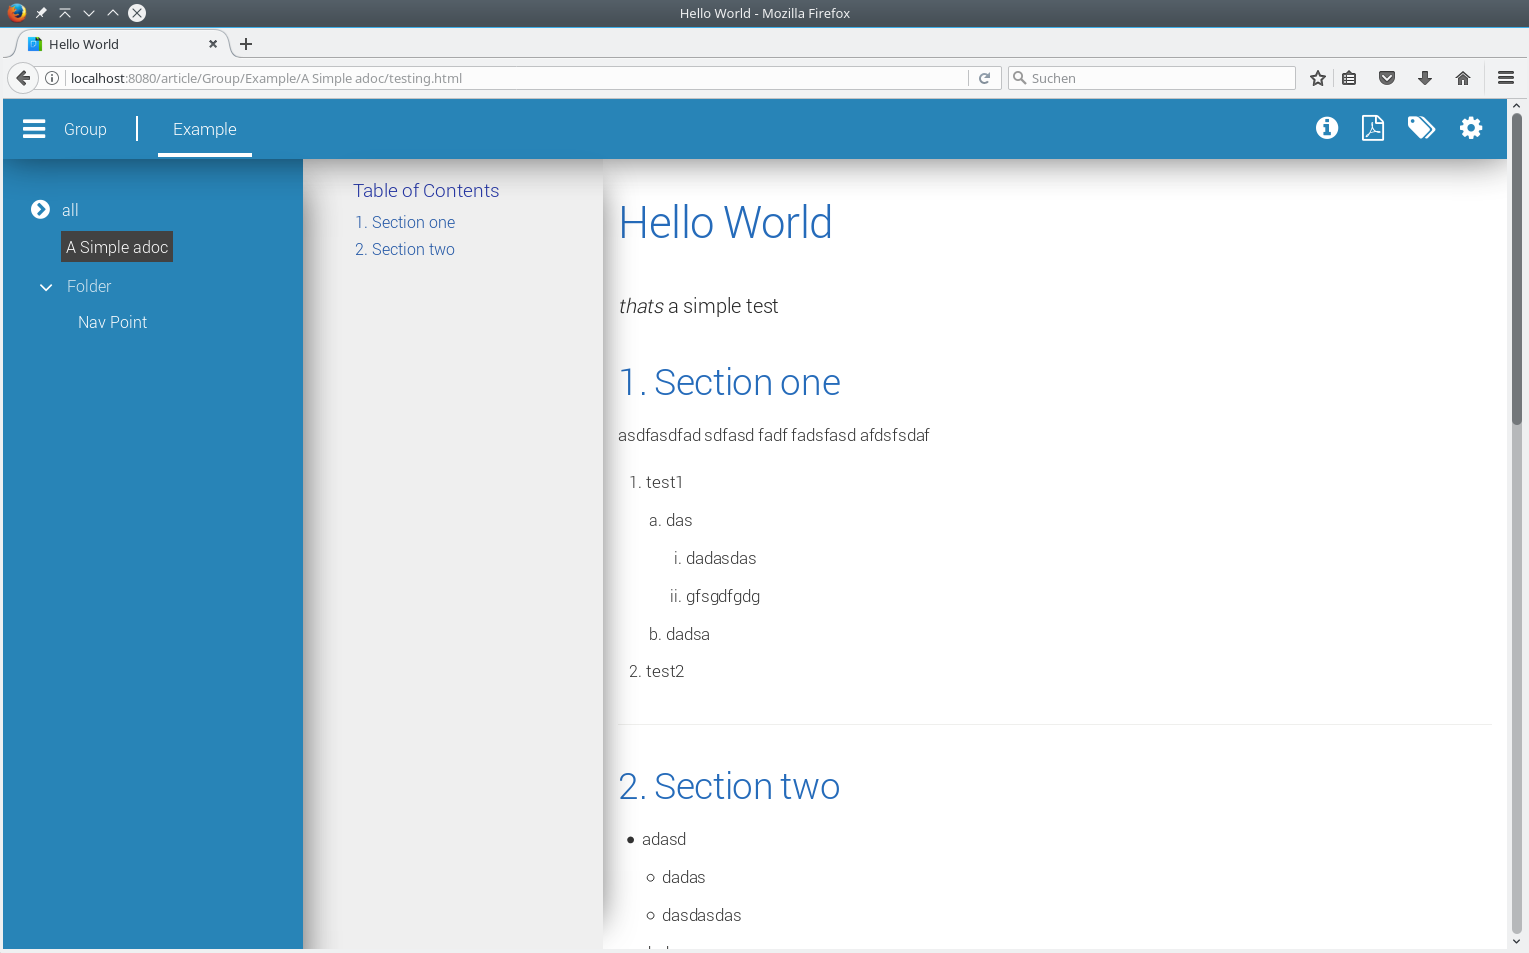 Hello World - Mozilla Firefox
Hello World
localhost:8080/article/Group/Example/A Simple adoc/testing.html
Suchen
Group
Example
all
A Simple adoc
Folder
Nav Point
Table of Contents
1. Section one
2. Section two
Hello World
thats a simple test
1. Section one
asdfasdfad sdfasd fadf fadsfasd afdsfsdaf
1. test1
a. das
i. dadasdas
ii. gfsgdfgdg
b. dadsa
2. test2
2. Section two
• adasd
○ dadas
○ dasdasdas